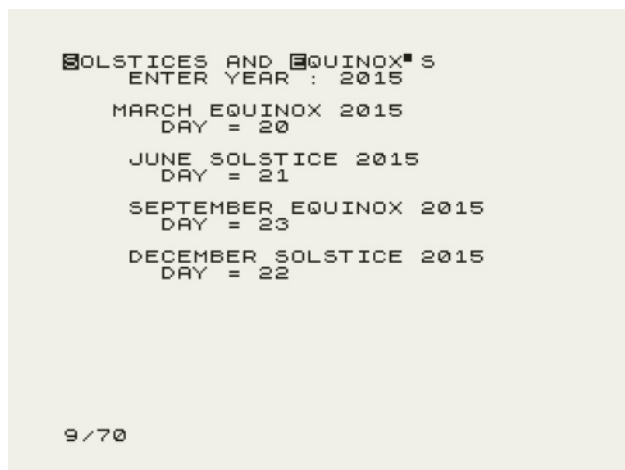 SOLSTICES AND EQUINOX▘S
ENTER YEAR : 2015
MARCH EQUINOX 2015
DAY = 20
JUNE SOLSTICE 2015
DAY = 21
SEPTEMBER EQUINOX 2015
DAY = 23
DECEMBER SOLSTICE 2015
DAY = 22
9/70